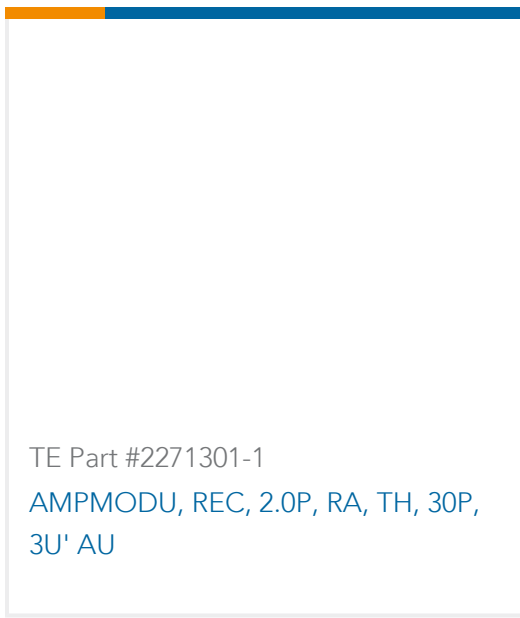 TE Part #2271301-1
AMPMODU, REC, 2.0P, RA, TH, 30P,
3U' AU